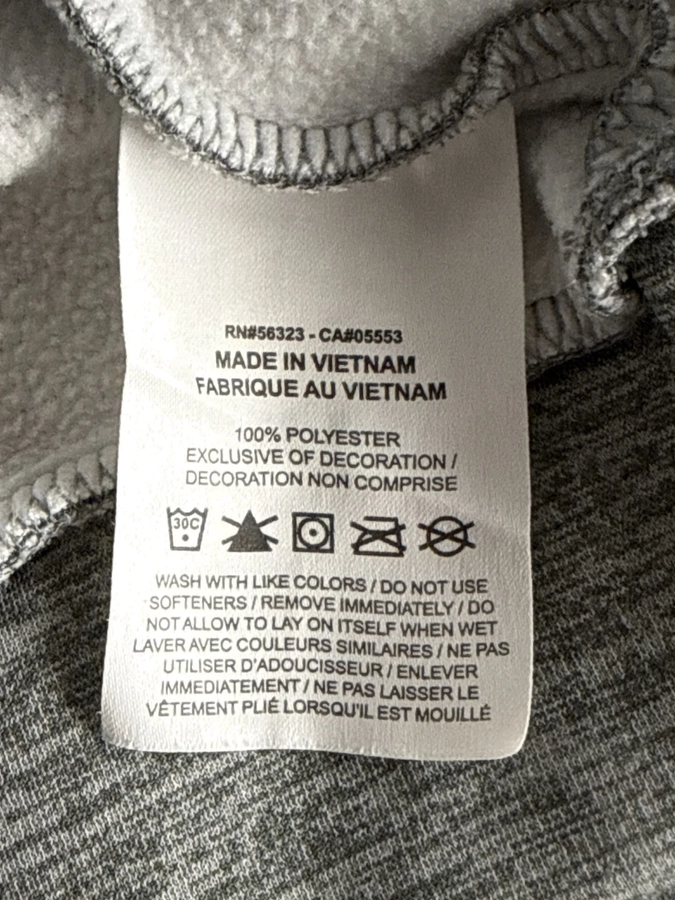 RN#56323 - CA#05553
MADE IN VIETNAM
FABRIQUE AU VIETNAM
100% POLYESTER
EXCLUSIVE OF DECORATION /
DECORATION NON COMPRISE
30C
WASH WITH LIKE COLORS / DO NOT USE
SOFTENERS / REMOVE IMMEDIATELY / DO
NOT ALLOW TO LAY ON ITSELF WHEN WET
LAVER AVEC COULEURS SIMILAIRES / NE PAS
UTILISER D'ADOUCISSEUR / ENLEVER
IMMEDIATEMENT / NE PAS LAISSER LE
VÊTEMENT PLIÉ LORSQU'IL EST MOUILLÉ